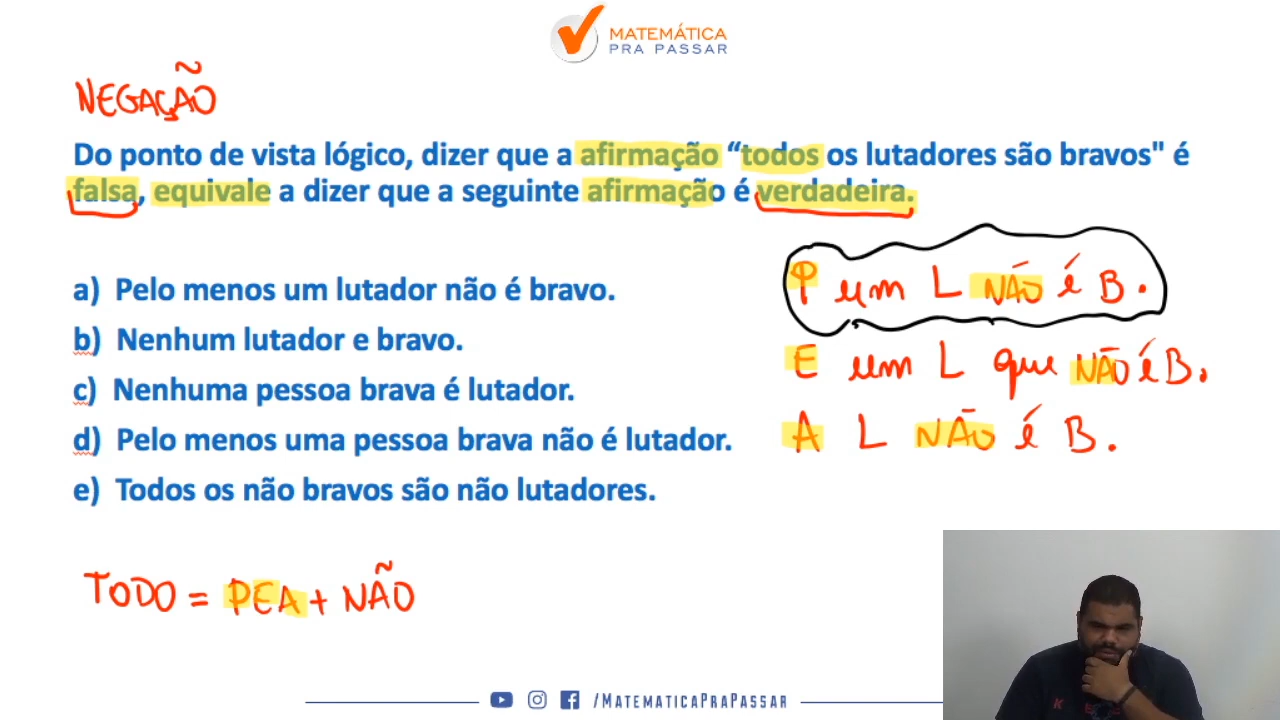 MATEMÁTICA
PRA PASSAR
NEGAÇÃO
Do ponto de vista lógico, dizer que a afirmação “todos os lutadores são bravos" é
falsa, equivale a dizer que a seguinte afirmação é verdadeira.
a) Pelo menos um lutador não é bravo.
b) Nenhum lutador e bravo.
c) Nenhuma pessoa brava é lutador.
d) Pelo menos uma pessoa brava não é lutador.
e) Todos os não bravos são não lutadores.
P um L NÃO é B.
E um L que NÃO é B.
A L NÃO é B.
TODO = PEA + NÃO
/MATEMATICAPRAPASSAR